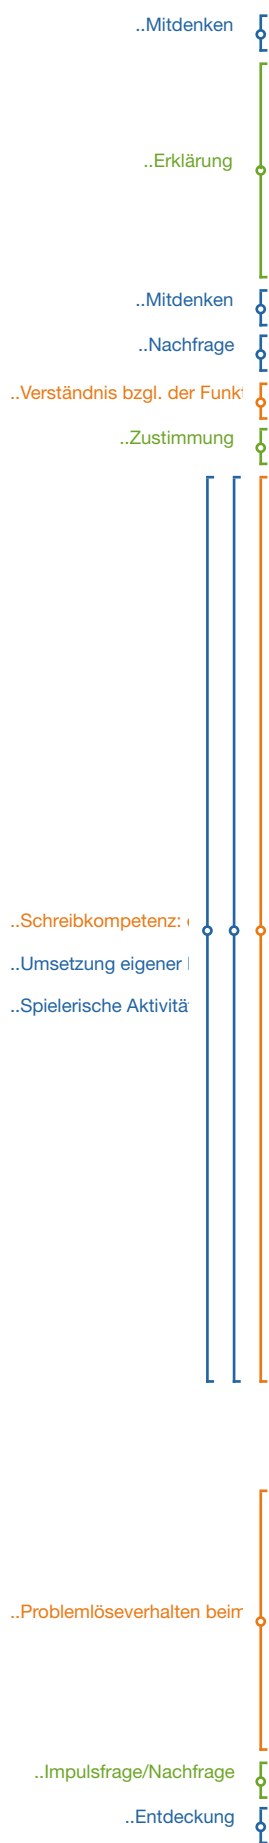 ..Mitdenken
..Erklärung
..Mitdenken
..Nachfrage
..Verständnis bzgl. der Funkt
..Zustimmung
..Schreibkompetenz:
..Umsetzung eigener
..Spielerische Aktivitä
..Problemlöseverhalten beim
..Impulsfrage/Nachfrage
..Entdeckung